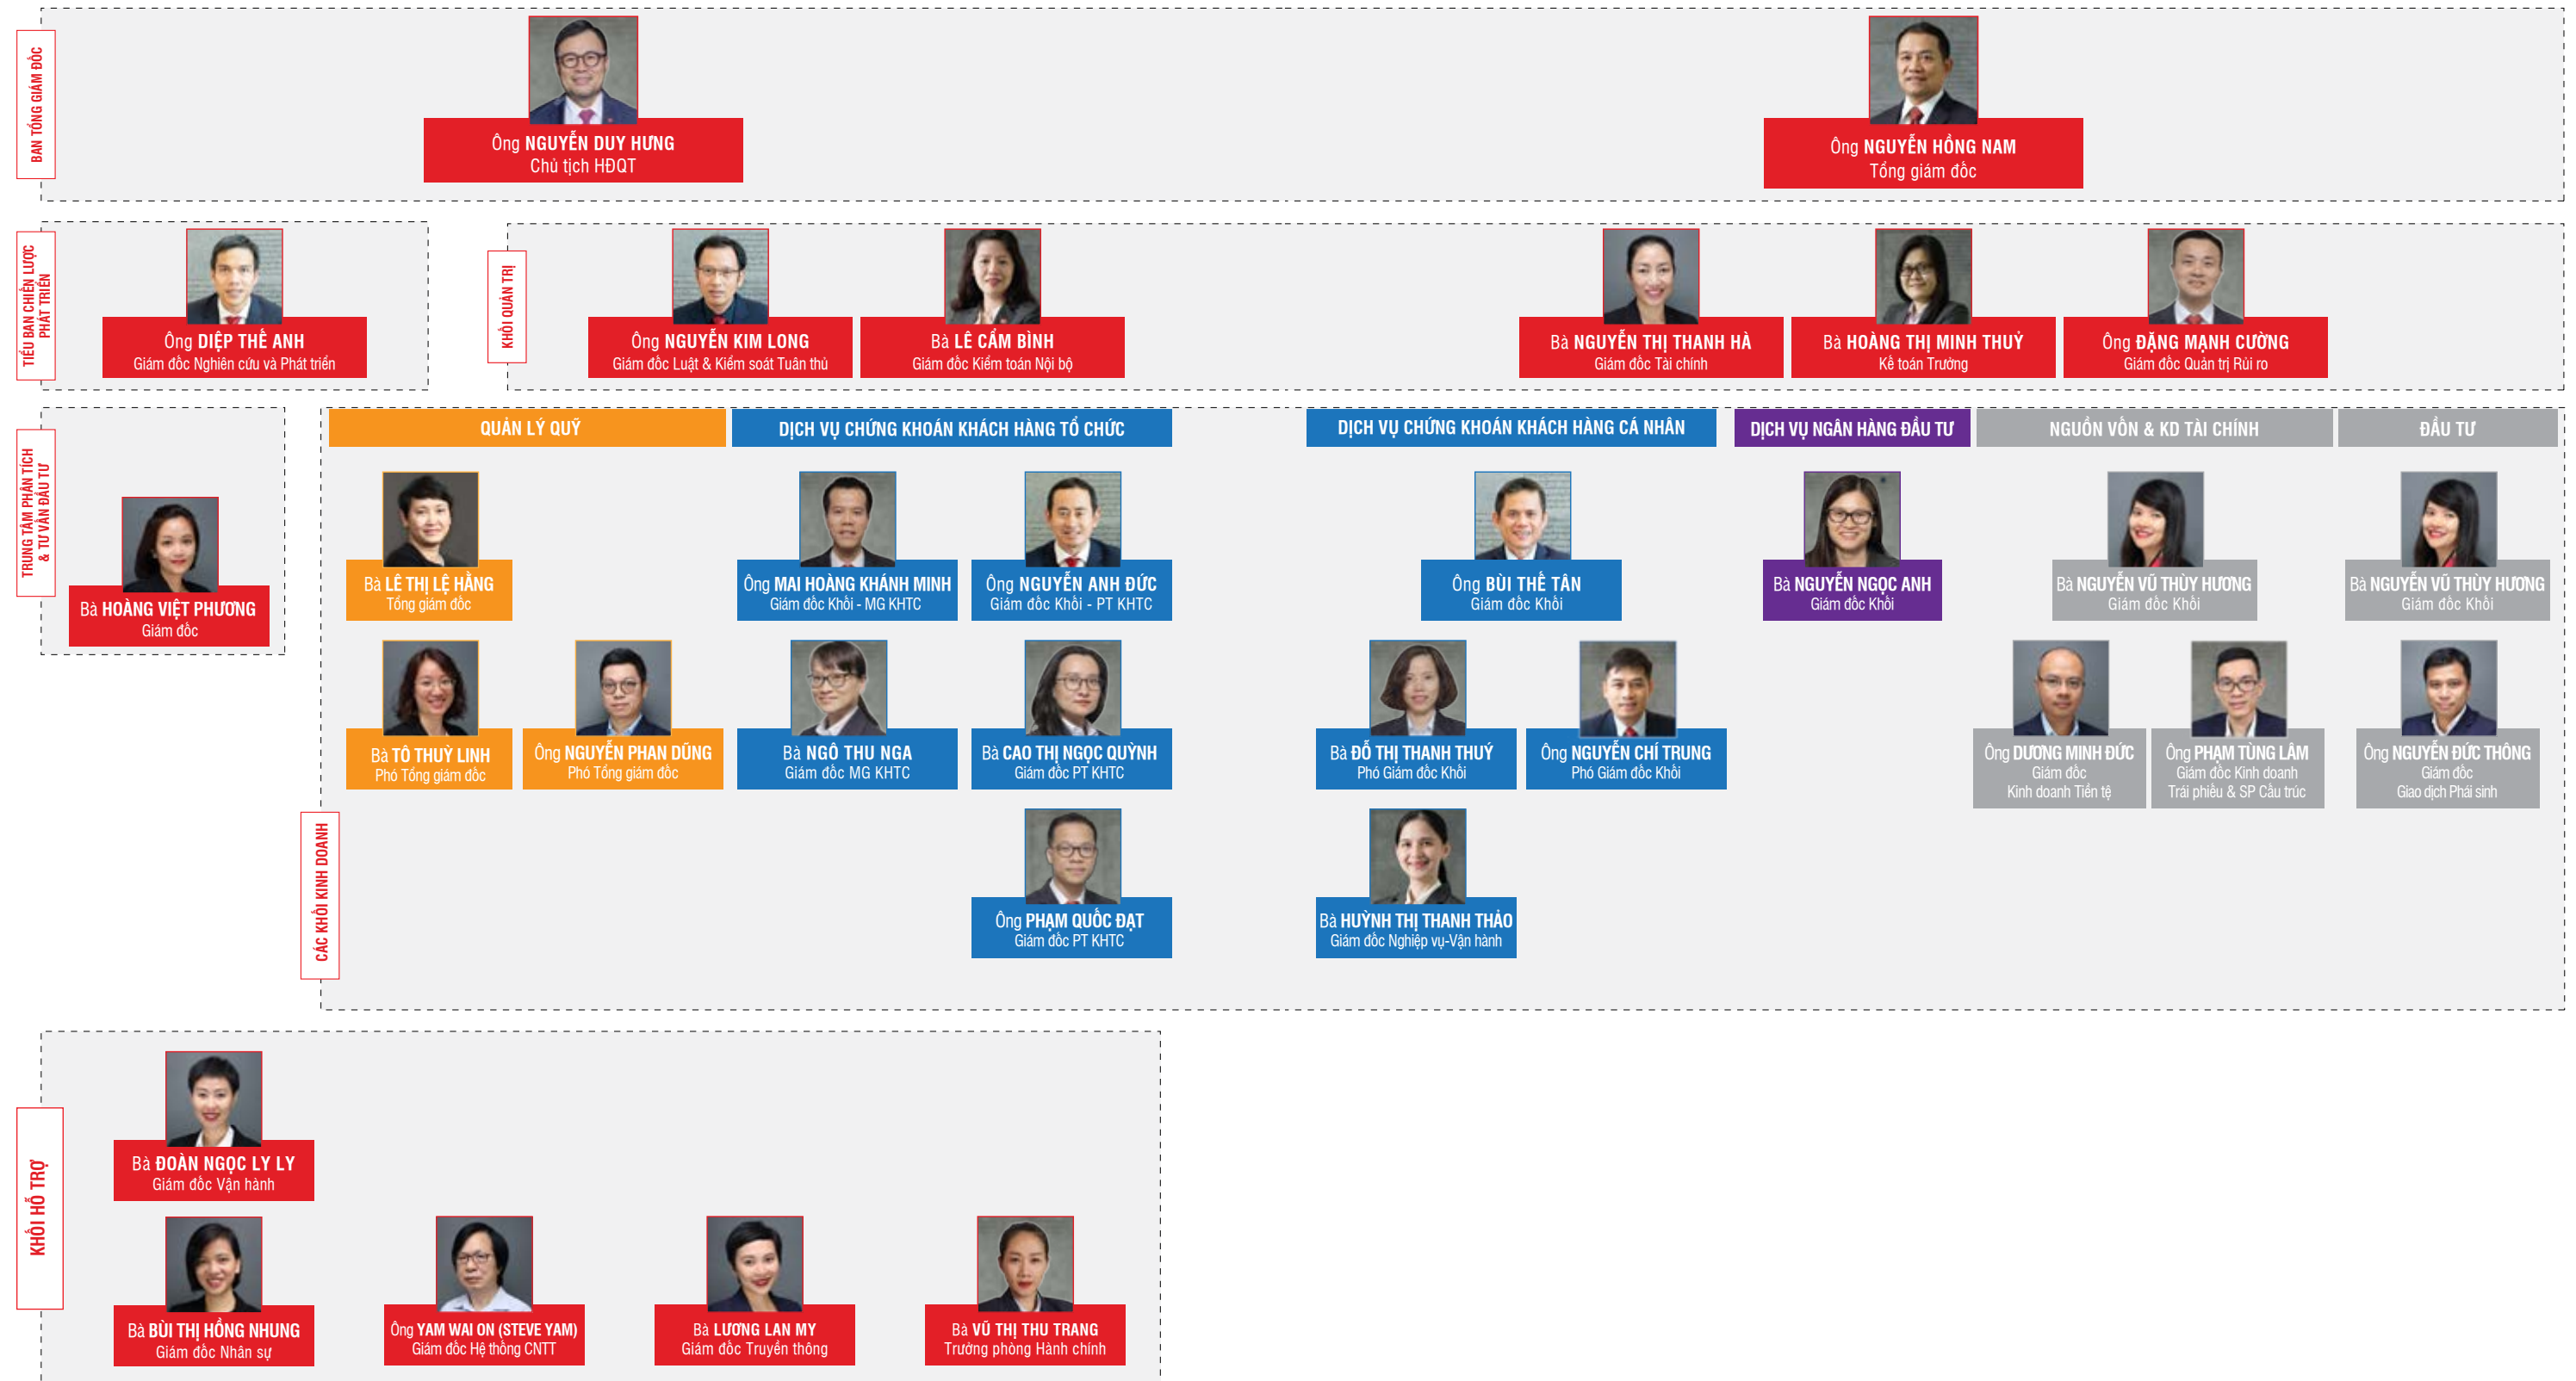 BAN TỔNG GIÁM ĐỐC
Ông NGUYỄN DUY HƯNG
Chủ tịch HĐQT
Ông NGUYỄN HỒNG NAM
Tổng giám đốc
TIỂU BAN CHIẾN LƯỢC
PHÁT TRIỂN
Ông DIỆP THẾ ANH
Giám đốc Nghiên cứu và Phát triển
KHỐI QUẢN TRỊ
Ông NGUYỄN KIM LONG
Giám đốc Luật & Kiểm soát Tuân thủ
Bà LÊ CẨM BÌNH
Giám đốc Kiểm toán Nội bộ
Bà NGUYỄN THỊ THANH HÀ
Giám đốc Tài chính
Bà HOÀNG THỊ MINH THUỶ
Kế toán Trưởng
Ông ĐẶNG MẠNH CƯỜNG
Giám đốc Quản trị Rủi ro
TRUNG TÂM PHÂN TÍCH
& TƯ VẤN ĐẦU TƯ
Bà HOÀNG VIỆT PHƯƠNG
Giám đốc
CÁC KHỐI KINH DOANH
QUẢN LÝ QUỸ
Bà LÊ THỊ LỆ HẰNG
Tổng giám đốc
Bà TÔ THUỲ LINH
Phó Tổng giám đốc
Ông NGUYỄN PHAN DŨNG
Phó Tổng giám đốc
DỊCH VỤ CHỨNG KHOÁN KHÁCH HÀNG TỔ CHỨC
Ông MAI HOÀNG KHÁNH MINH
Giám đốc Khối - MG KHTC
Ông NGUYỄN ANH ĐỨC
Giám đốc Khối - PT KHTC
Bà NGÔ THU NGA
Giám đốc MG KHTC
Bà CAO THỊ NGỌC QUỲNH
Giám đốc PT KHTC
Ông PHẠM QUỐC ĐẠT
Giám đốc PT KHTC
DỊCH VỤ CHỨNG KHOÁN KHÁCH HÀNG CÁ NHÂN
Ông BÙI THẾ TÂN
Giám đốc Khối
Bà ĐỖ THỊ THANH THUÝ
Phó Giám đốc Khối
Ông NGUYỄN CHÍ TRUNG
Phó Giám đốc Khối
Bà HUỲNH THỊ THANH THẢO
Giám đốc Nghiệp vụ-Vận hành
DỊCH VỤ NGÂN HÀNG ĐẦU TƯ
Bà NGUYỄN NGỌC ANH
Giám đốc Khối
NGUỒN VỐN & KD TÀI CHÍNH
Bà NGUYỄN VŨ THÙY HƯƠNG
Giám đốc Khối
Ông DƯƠNG MINH ĐỨC
Giám đốc
Kinh doanh Tiền tệ
Ông PHẠM TÙNG LÂM
Giám đốc Kinh doanh
Trái phiếu & SP Cấu trúc
ĐẦU TƯ
Bà NGUYỄN VŨ THÙY HƯƠNG
Giám đốc Khối
Ông NGUYỄN ĐỨC THÔNG
Giám đốc
Giao dịch Phái sinh
KHỐI HỖ TRỢ
Bà ĐOÀN NGỌC LY LY
Giám đốc Vận hành
Bà BÙI THỊ HỒNG NHUNG
Giám đốc Nhân sự
Ông YAM WAI ON (STEVE YAM)
Giám đốc Hệ thống CNTT
Bà LƯƠNG LAN MY
Giám đốc Truyền thông
Bà VŨ THỊ THU TRANG
Trưởng phòng Hành chính